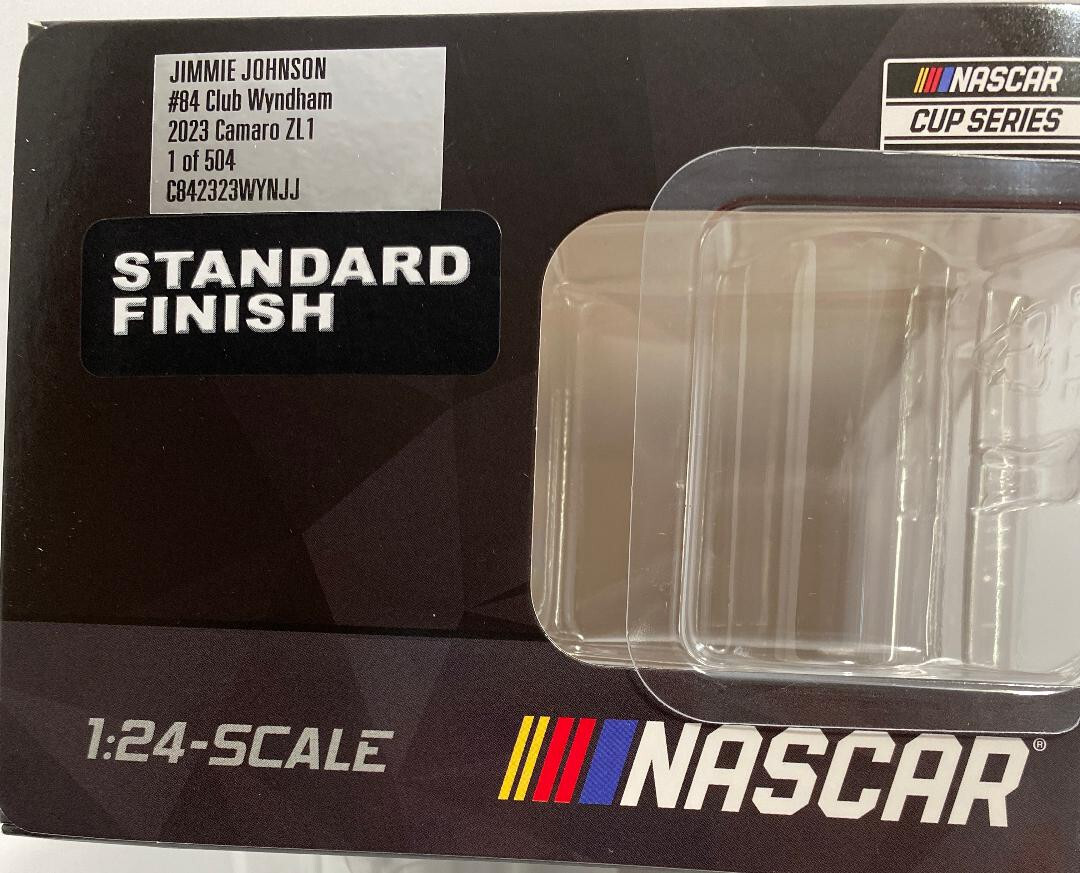 JIMMIE JOHNSON
#84 Club Wyndham
2023 Camaro ZL1
1 of 504
C842323WYNJJ
NASCAR
CUP SERIES
STANDARD
FINISH
1:24-SCALE
NASCAR®